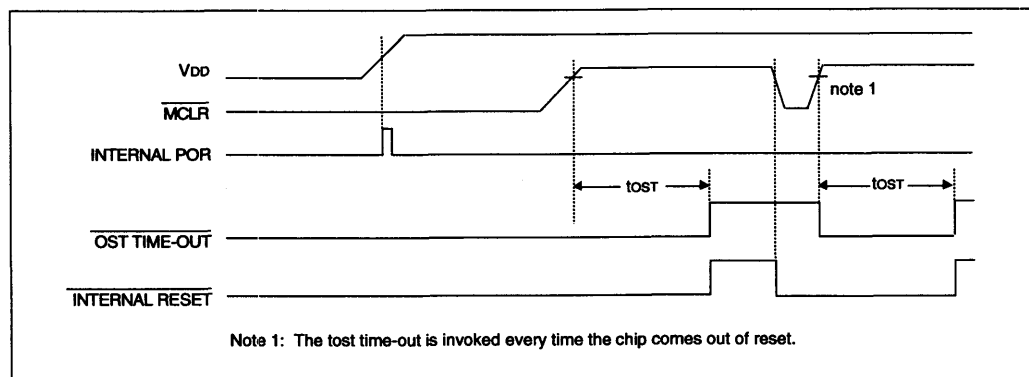 VDD
MCLR
note 1
INTERNAL POR
tOST
tOST
OST TIME-OUT
INTERNAL RESET
Note 1: The tost time-out is invoked every time the chip comes out of reset.